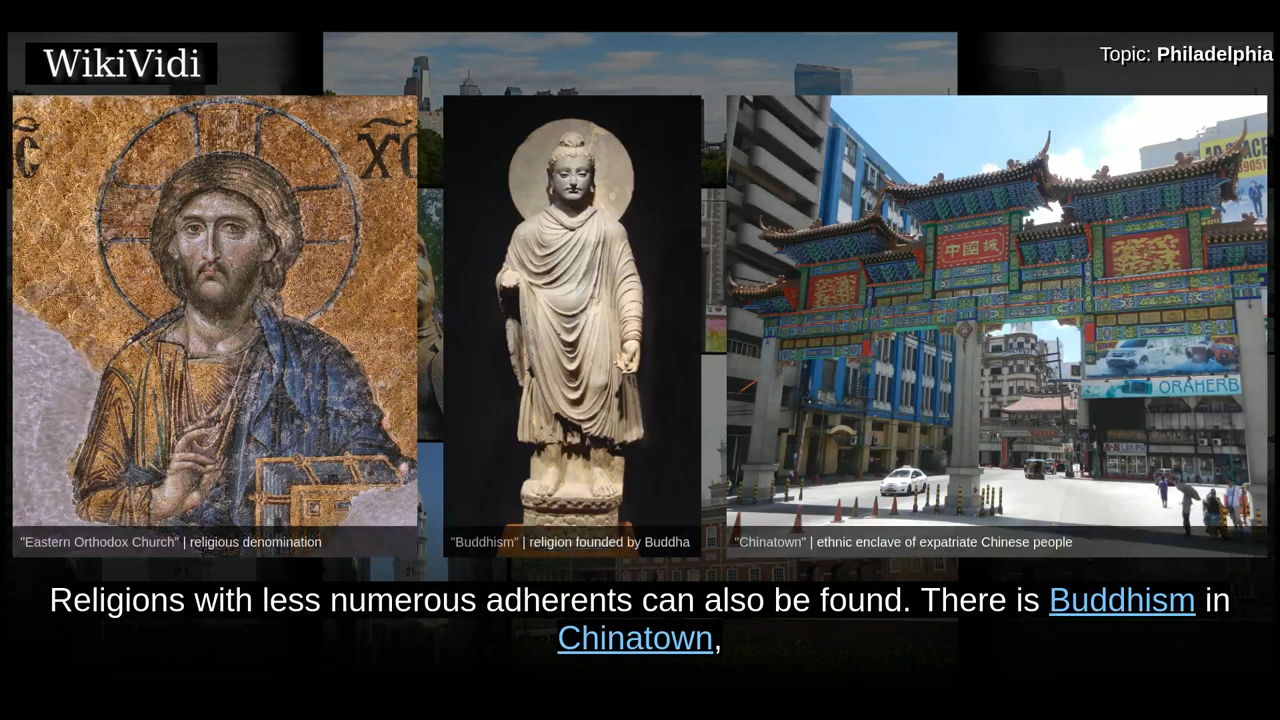 WikiVidi
Topic: Philadelphia
中國城
ORAHERB
"Eastern Orthodox Church" | religious denomination
"Buddhism" | religion founded by Buddha
"Chinatown" | ethnic enclave of expatriate Chinese people
Religions with less numerous adherents can also be found. There is Buddhism in
Chinatown,